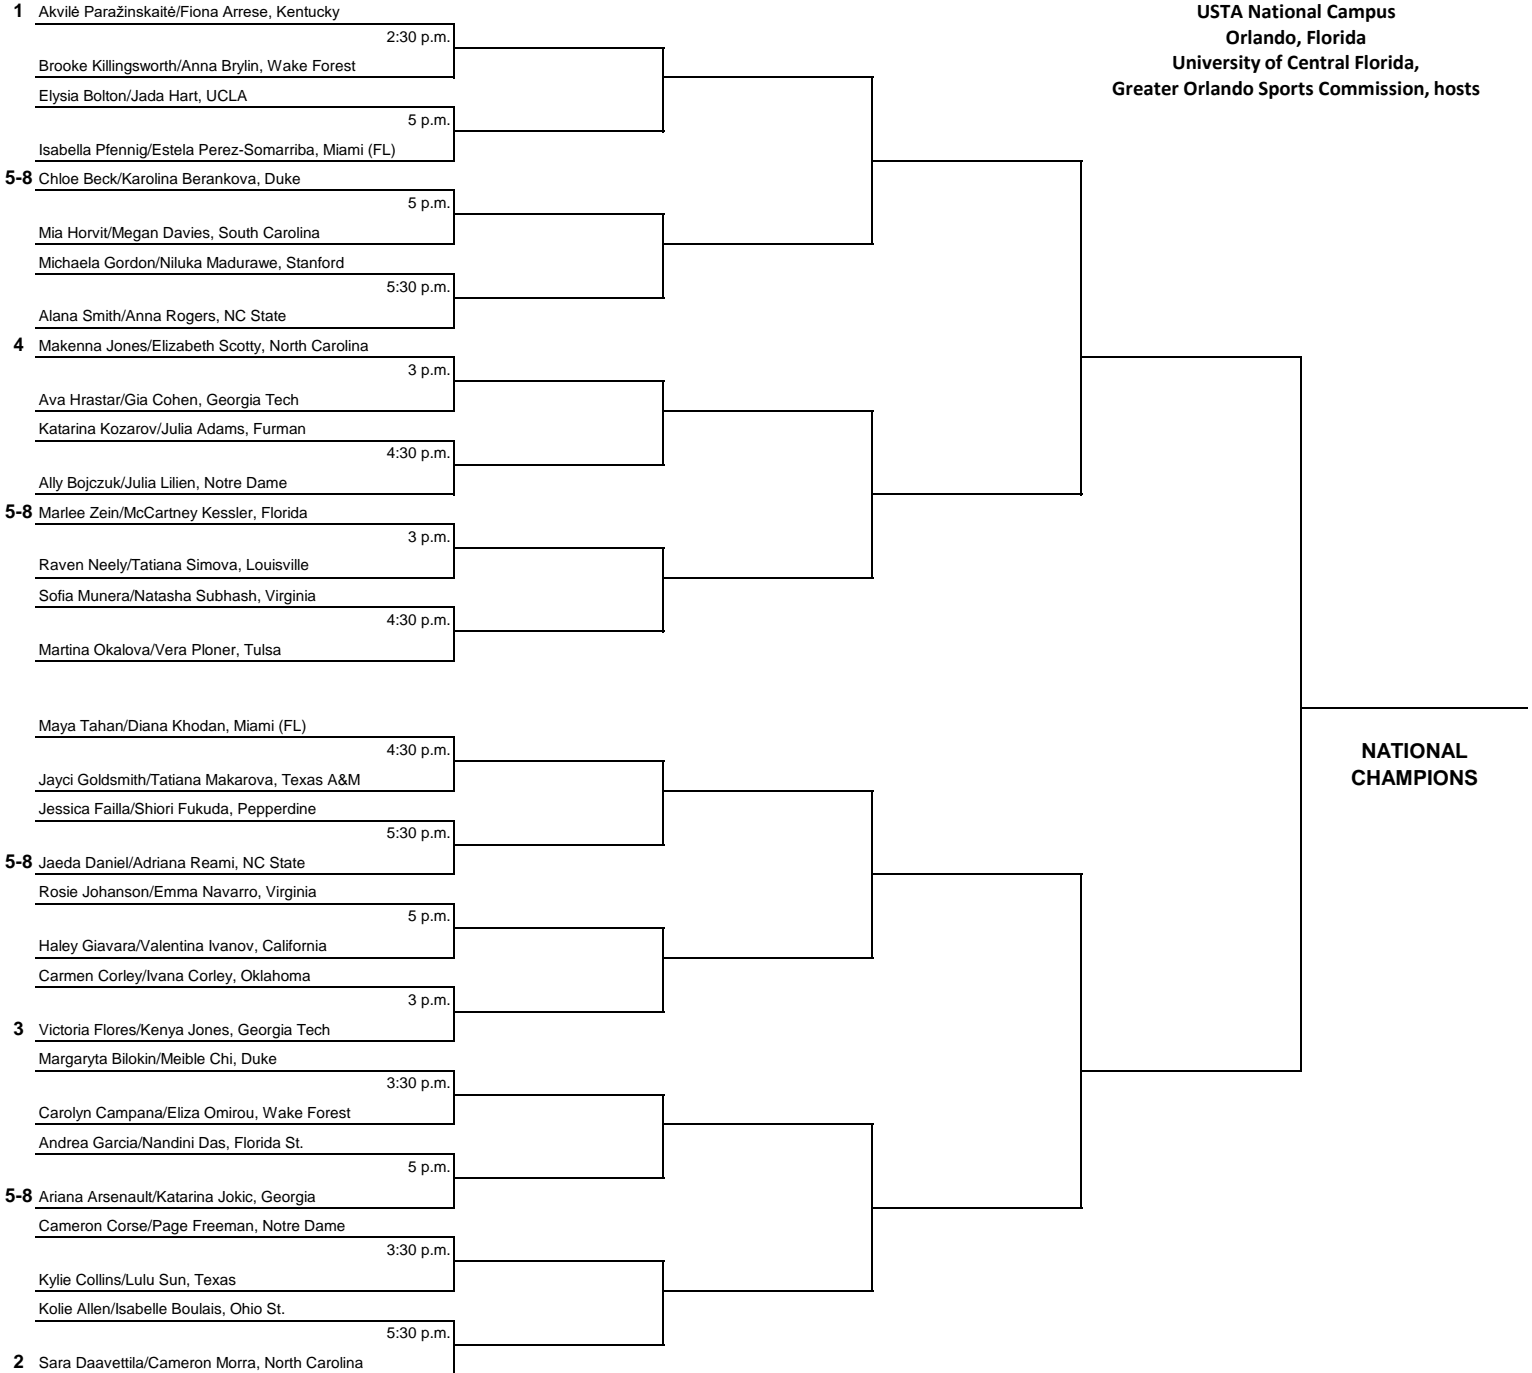 1 Akvilė Paražinskaitė/Fiona Arrese, Kentucky
2:30 p.m.
Brooke Killingsworth/Anna Brylin, Wake Forest
Elysia Bolton/Jada Hart, UCLA
5 p.m.
Isabella Pfennig/Estela Perez-Somarriba, Miami (FL)
5-8 Chloe Beck/Karolina Berankova, Duke
5 p.m.
Mia Horvit/Megan Davies, South Carolina
Michaela Gordon/Niluka Madurawe, Stanford
5:30 p.m.
Alana Smith/Anna Rogers, NC State
4 Makenna Jones/Elizabeth Scotty, North Carolina
3 p.m.
Ava Hrastar/Gia Cohen, Georgia Tech
Katarina Kozarov/Julia Adams, Furman
4:30 p.m.
Ally Bojczuk/Julia Lilien, Notre Dame
5-8 Marlee Zein/McCartney Kessler, Florida
3 p.m.
Raven Neely/Tatiana Simova, Louisville
Sofia Munera/Natasha Subhash, Virginia
4:30 p.m.
Martina Okalova/Vera Ploner, Tulsa
Maya Tahan/Diana Khodan, Miami (FL)
4:30 p.m.
Jayci Goldsmith/Tatiana Makarova, Texas A&M
Jessica Failla/Shiori Fukuda, Pepperdine
5:30 p.m.
5-8 Jaeda Daniel/Adriana Reami, NC State
Rosie Johanson/Emma Navarro, Virginia
5 p.m.
Haley Giavara/Valentina Ivanov, California
Carmen Corley/Ivana Corley, Oklahoma
3 p.m.
3 Victoria Flores/Kenya Jones, Georgia Tech
Margaryta Bilokin/Meible Chi, Duke
3:30 p.m.
Carolyn Campana/Eliza Omirou, Wake Forest
Andrea Garcia/Nandini Das, Florida St.
5 p.m.
5-8 Ariana Arsenault/Katarina Jokic, Georgia
Cameron Corse/Page Freeman, Notre Dame
3:30 p.m.
Kylie Collins/Lulu Sun, Texas
Kolie Allen/Isabelle Boulais, Ohio St.
5:30 p.m.
2 Sara Daavettila/Cameron Morra, North Carolina
USTA National Campus
Orlando, Florida
University of Central Florida,
Greater Orlando Sports Commission, hosts
NATIONAL
CHAMPIONS